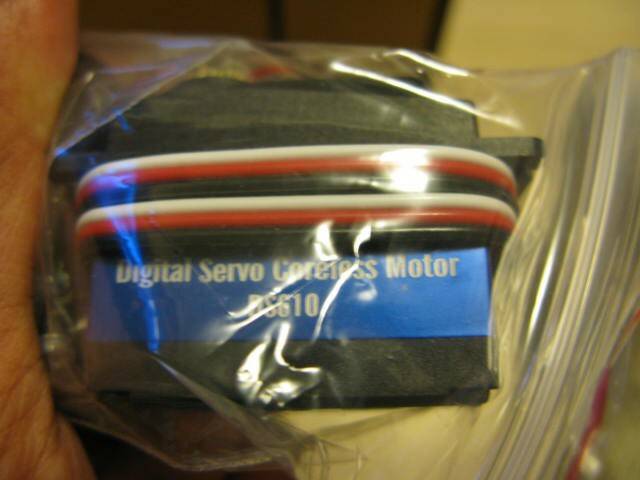 Digital Servo Coreless Motor
DS610